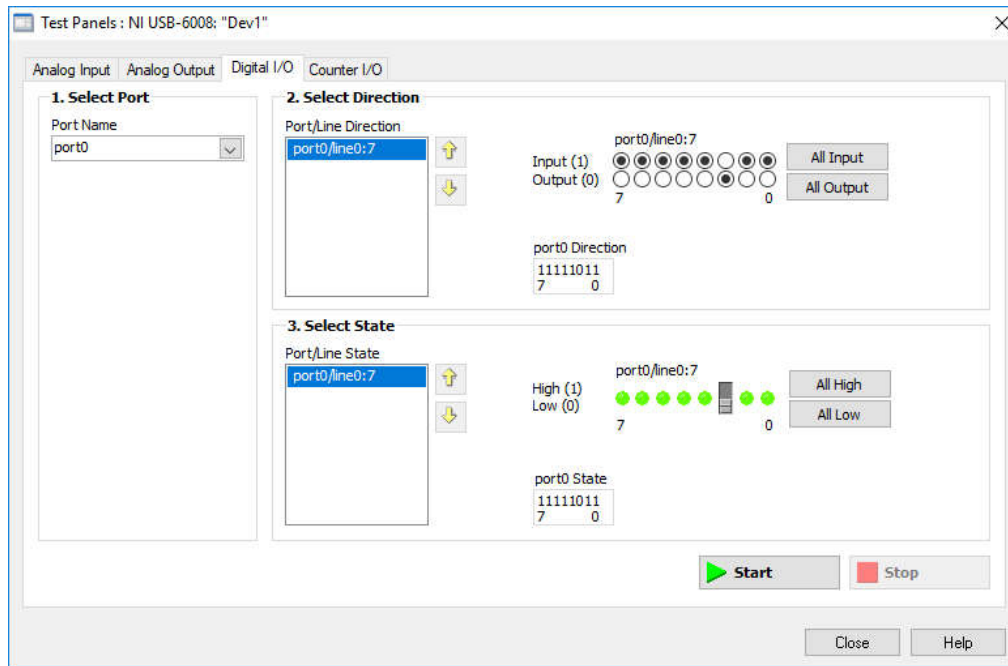 Test Panels : NI USB-6008: "Dev1"
Analog Input Analog Output Digital I/O Counter I/O
1. Select Port
Port Name
port0
2. Select Direction
Port/Line Direction
port0/line0:7
port0/line0:7
Input (1)
Output (0)
7 0
All Input
All Output
port0 Direction
11111011
7 0
3. Select State
Port/Line State
port0/line0:7
port0/line0:7
High (1)
Low (0)
7 0
All High
All Low
port0 State
11111011
7 0
Start Stop
Close Help